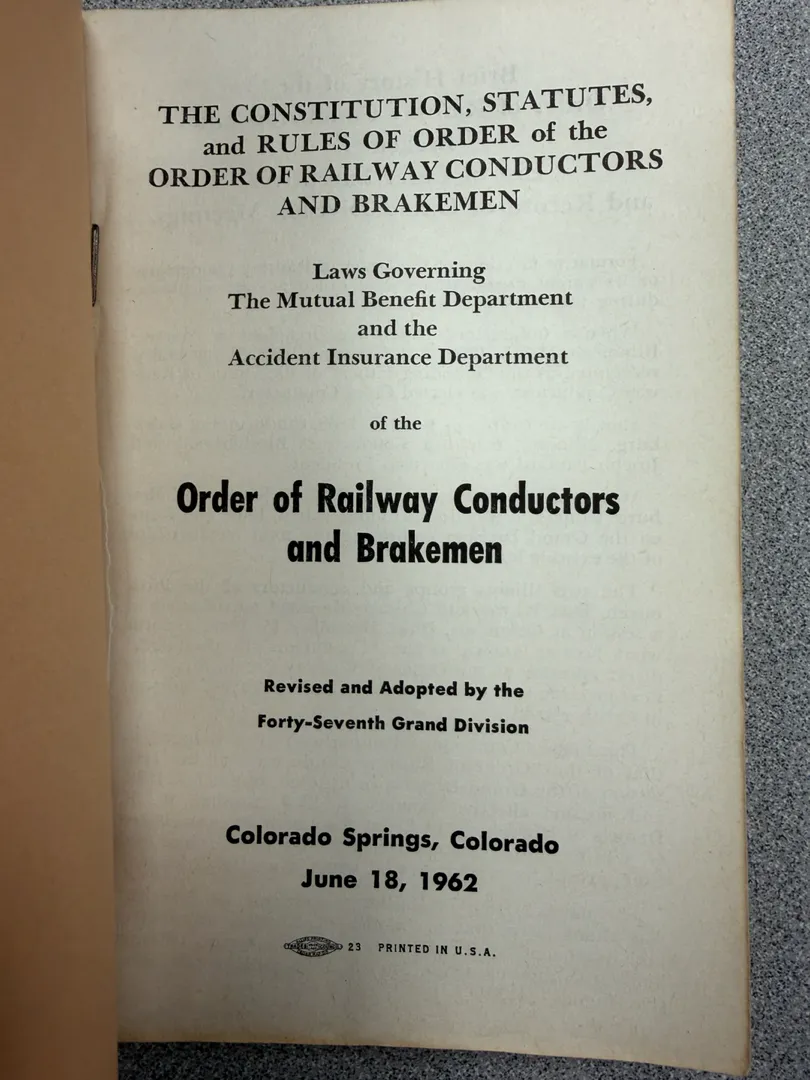 THE CONSTITUTION, STATUTES,
and RULES OF ORDER of the
ORDER OF RAILWAY CONDUCTORS
AND BRAKEMEN
Laws Governing
The Mutual Benefit Department
and the
Accident Insurance Department
of the
Order of Railway Conductors
and Brakemen
Revised and Adopted by the
Forty-Seventh Grand Division
Colorado Springs, Colorado
June 18, 1962
23 PRINTED IN U.S.A.